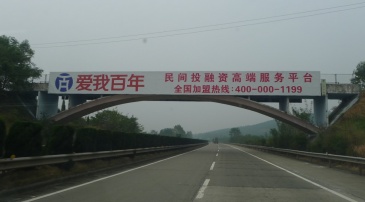 百 爱我百年
民间投融资高端服务平台
全国加盟热线:400-000-1199